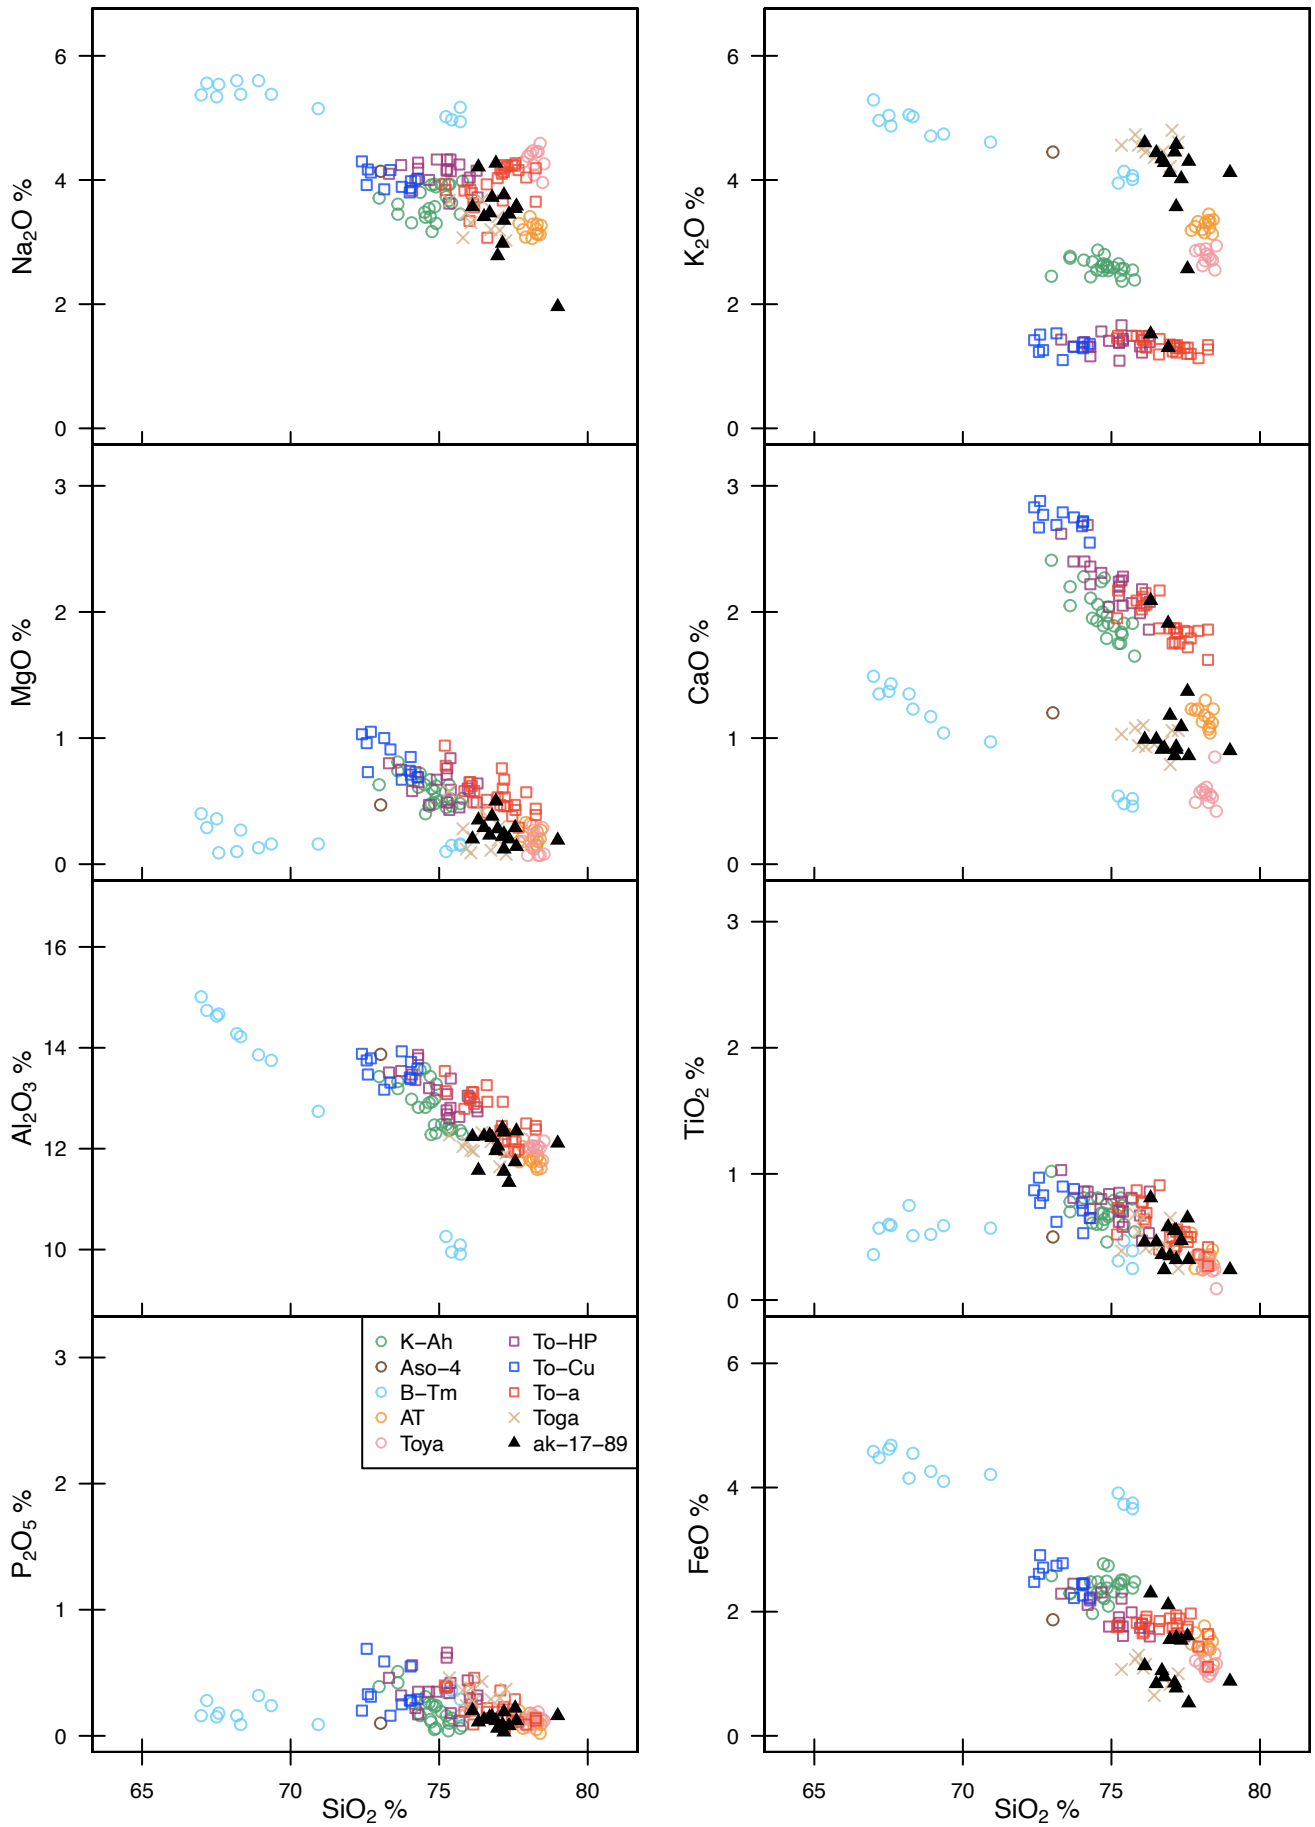 6
4
2
0
Na₂O %
6
4
2
0
K₂O %
3
2
1
0
MgO %
3
2
1
0
CaO %
16
14
12
10
Al₂O₃ %
3
2
1
0
TiO₂ %
3
2
1
0
P₂O₅ %
K−Ah
Aso−4
B−Tm
AT
Toya
To−HP
To−Cu
To−a
Toga
ak−17−89
6
4
2
0
FeO %
65 70 75 80
SiO₂ %
65 70 75 80
SiO₂ %